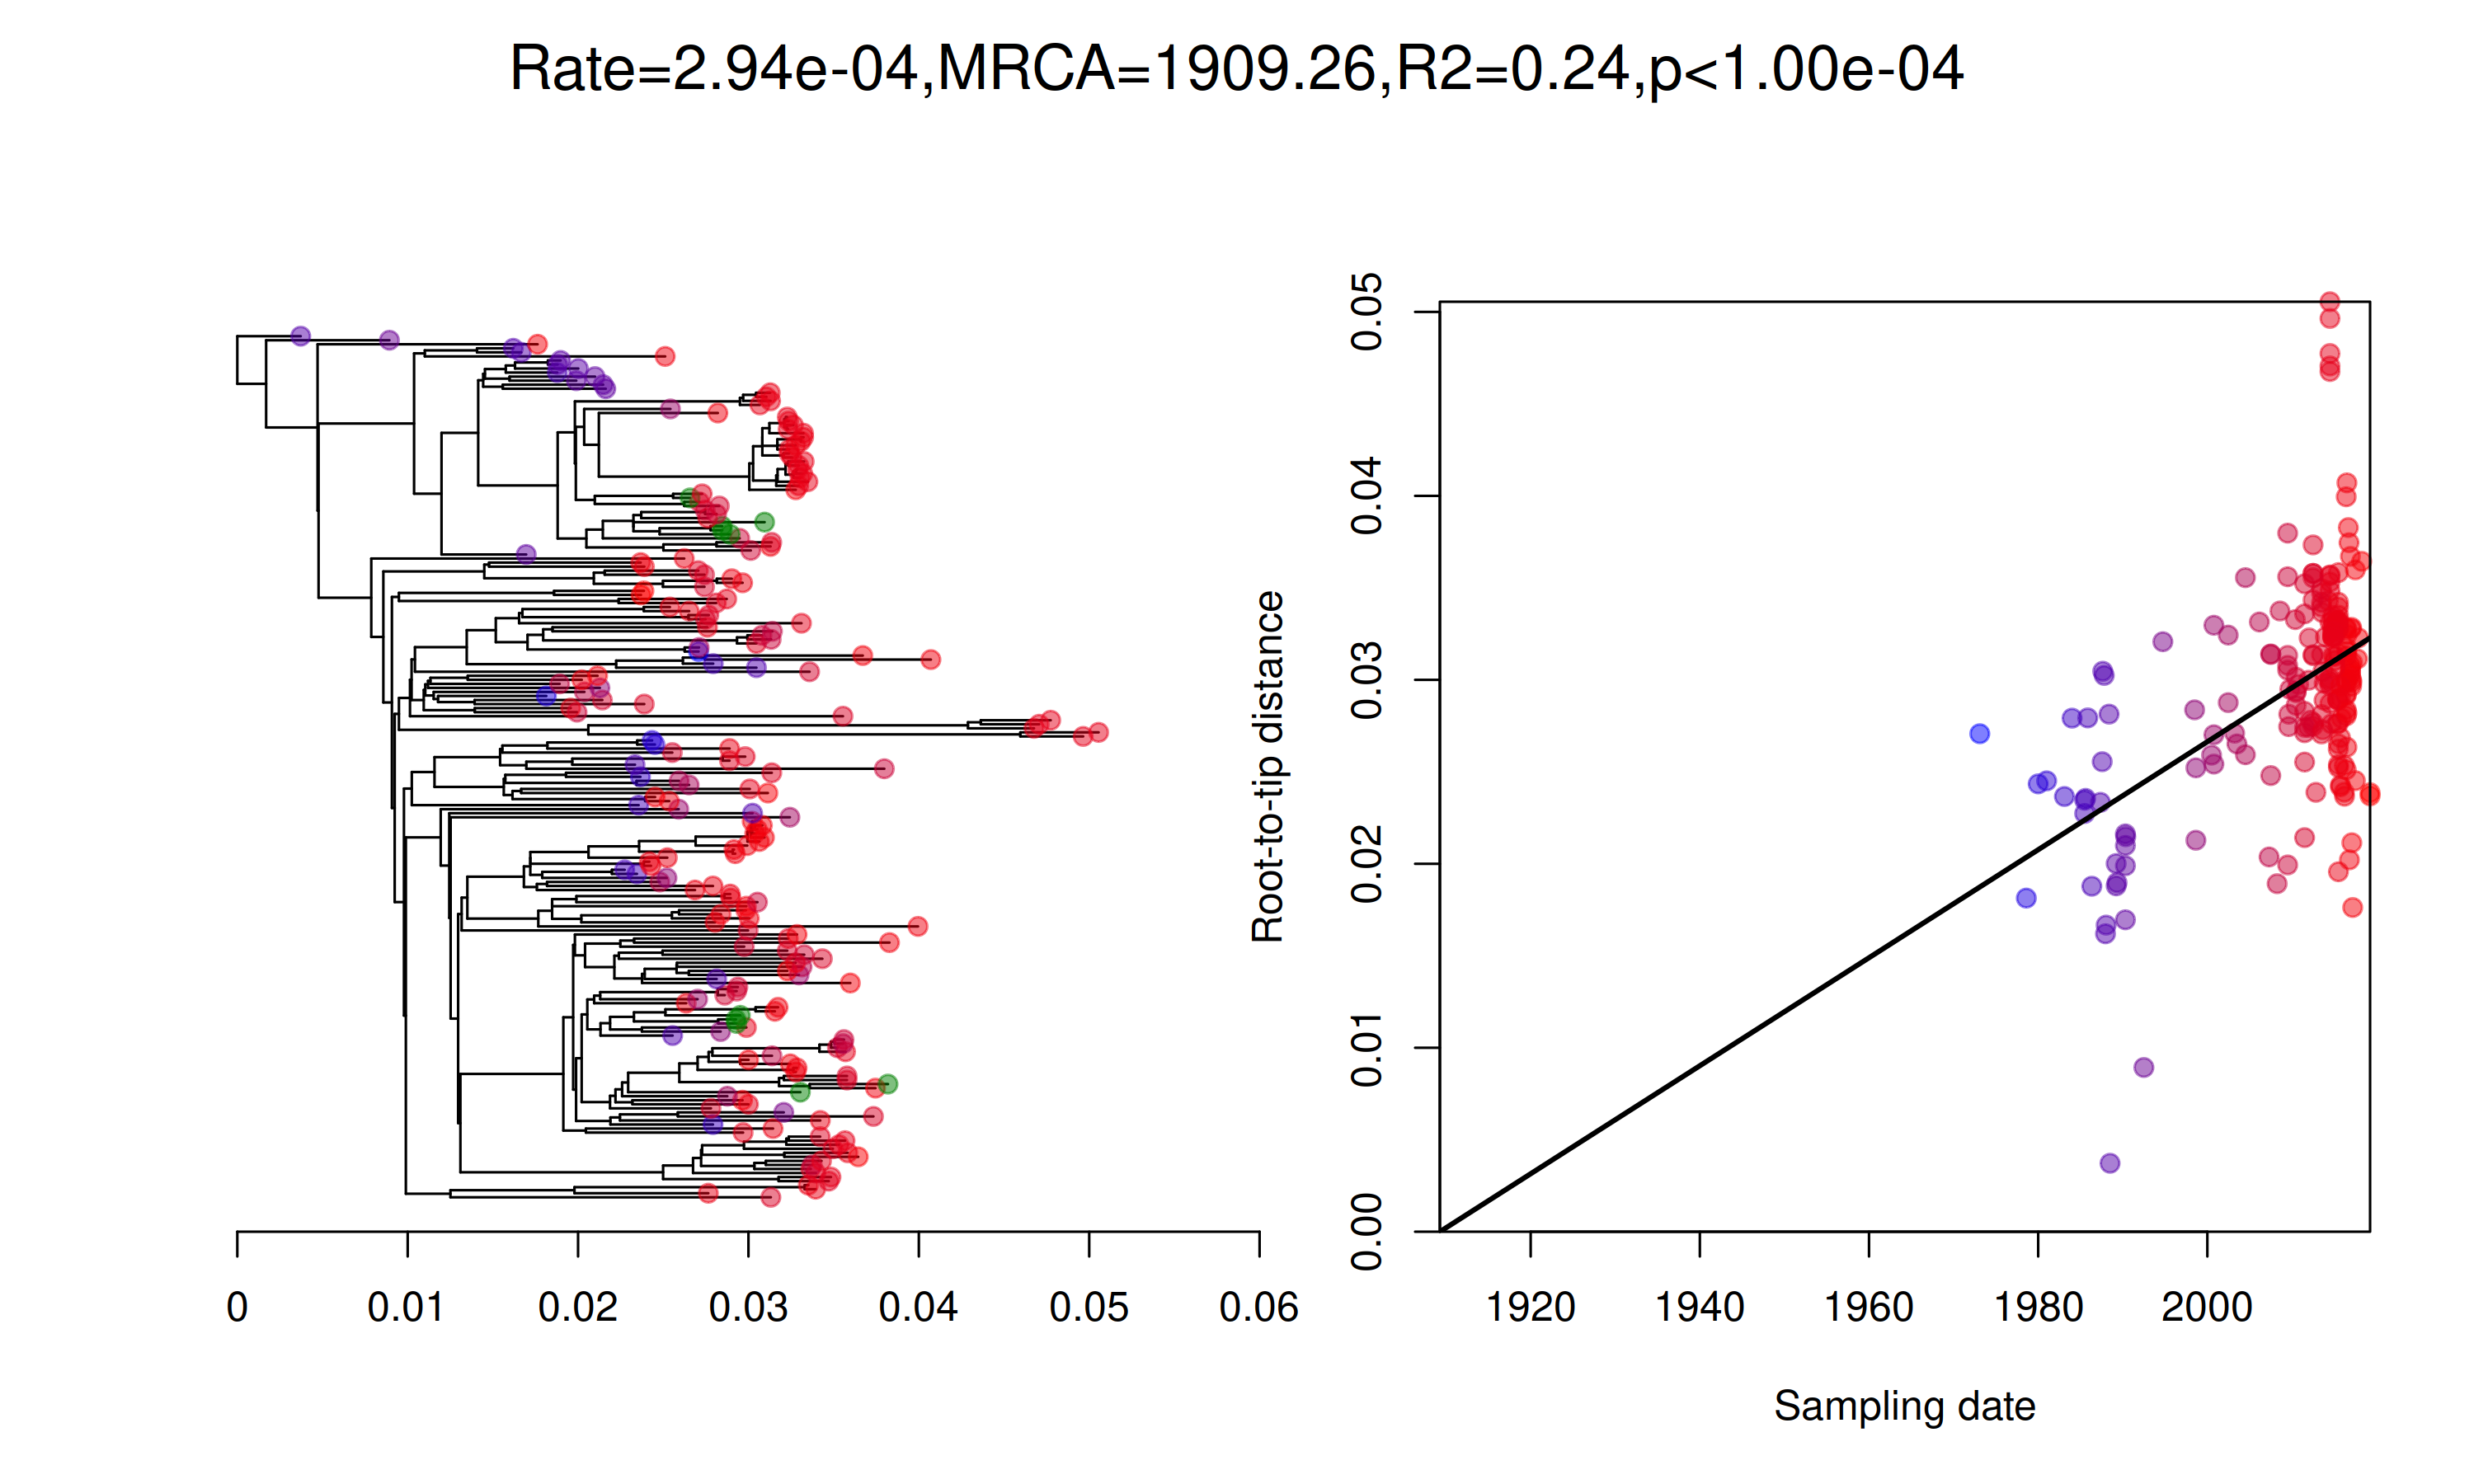 Rate=2.94e-04,MRCA=1909.26,R2=0.24,p<1.00e-04
0 0.01 0.02 0.03 0.04 0.05 0.06
Root-to-tip distance
0.00 0.01 0.02 0.03 0.04 0.05
1920 1940 1960 1980 2000
Sampling date